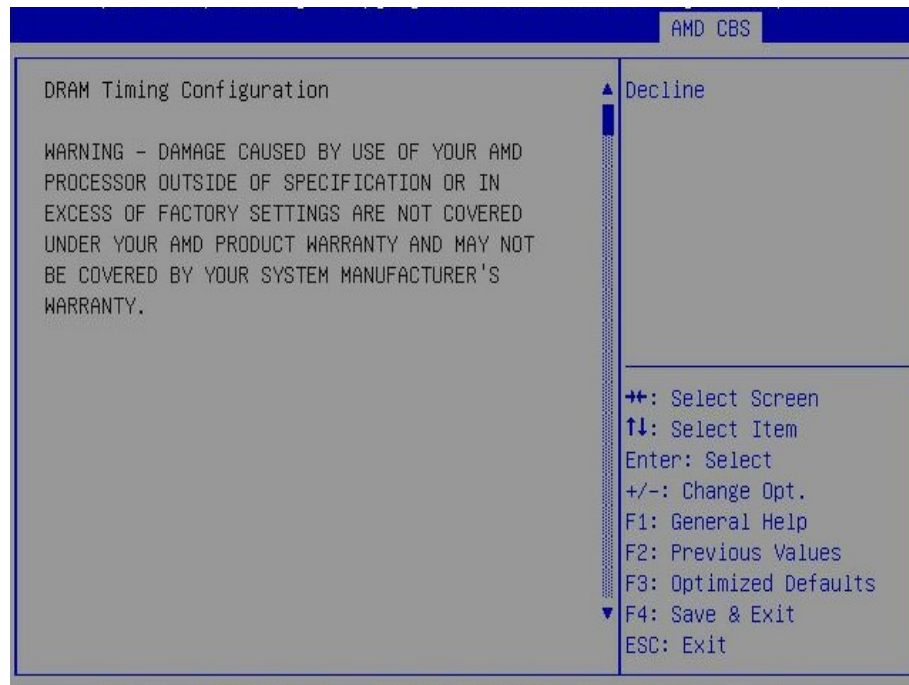 AMD CBS
DRAM Timing Configuration
WARNING - DAMAGE CAUSED BY USE OF YOUR AMD
PROCESSOR OUTSIDE OF SPECIFICATION OR IN
EXCESS OF FACTORY SETTINGS ARE NOT COVERED
UNDER YOUR AMD PRODUCT WARRANTY AND MAY NOT
BE COVERED BY YOUR SYSTEM MANUFACTURER'S
WARRANTY.
Decline
→←: Select Screen
↑↓: Select Item
Enter: Select
+/-: Change Opt.
F1: General Help
F2: Previous Values
F3: Optimized Defaults
F4: Save & Exit
ESC: Exit